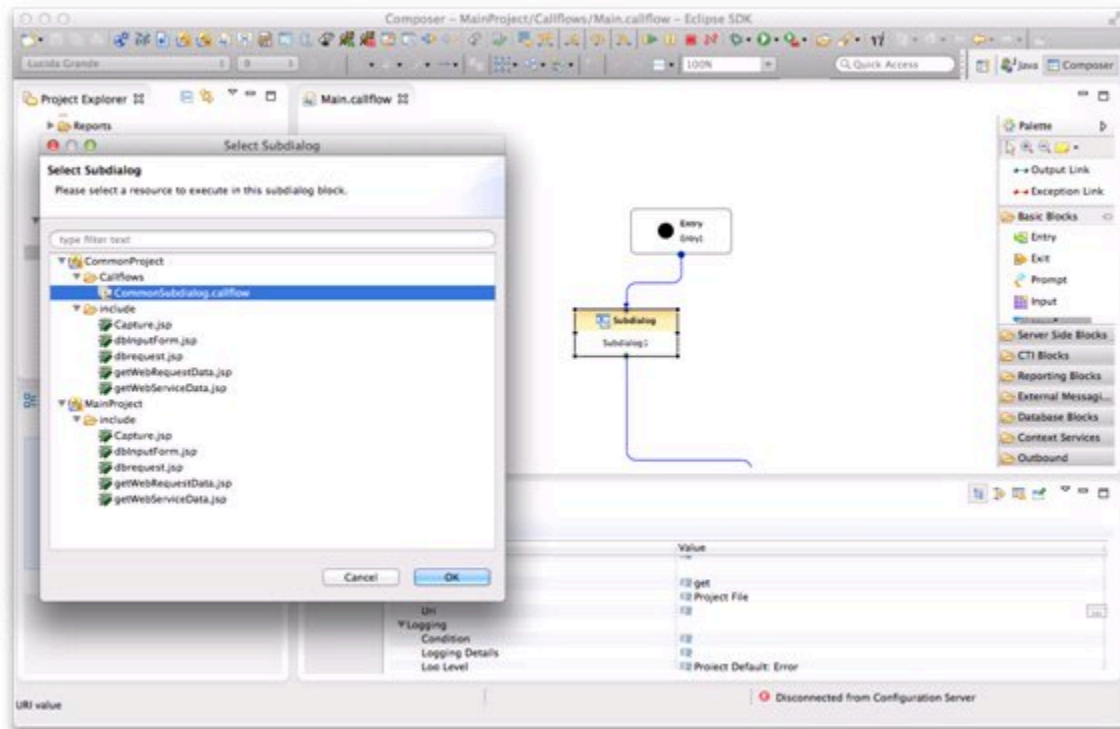 Composer – MainProject/Callflows/Main.callflow – Eclipse SDK
Lucida Grande 9 100% Quick Access Java Composer
Project Explorer
Reports
Main.callflow
Select Subdialog
Select Subdialog
Please select a resource to execute in this subdialog block.
type filter text
CommonProject
Callflows
CommonSubdialog.callflow
include
Capture.jsp
dbInputForm.jsp
dbrequest.jsp
getWebRequestData.jsp
getWebServiceData.jsp
MainProject
include
Capture.jsp
dbInputForm.jsp
dbrequest.jsp
getWebRequestData.jsp
getWebServiceData.jsp
Cancel OK
Entry
Subdialog
Subdialog1
Palette
Output Link
Exception Link
Basic Blocks
Entry
Exit
Prompt
Input
Server Side Blocks
CTI Blocks
Reporting Blocks
External Messagi...
Database Blocks
Context Services
Outbound
Value
get
Project File
Uri
Logging
Condition
Logging Details
Log Level Project Default: Error
URI value
Disconnected from Configuration Server